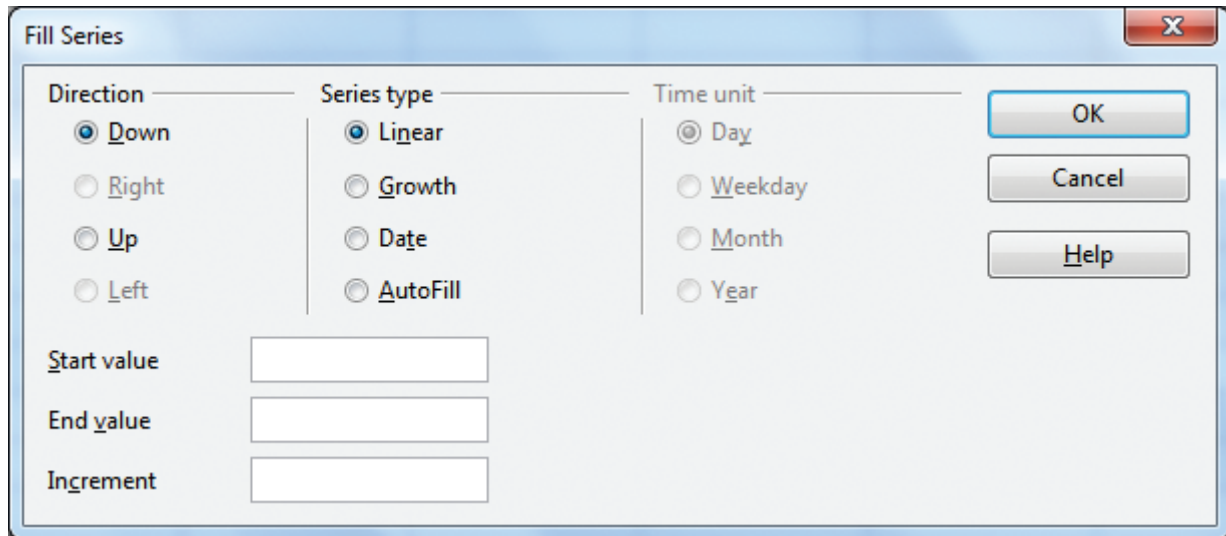 Fill Series
Direction
Down
Right
Up
Left
Series type
Linear
Growth
Date
AutoFill
Time unit
Day
Weekday
Month
Year
OK
Cancel
Help
Start value
End value
Increment